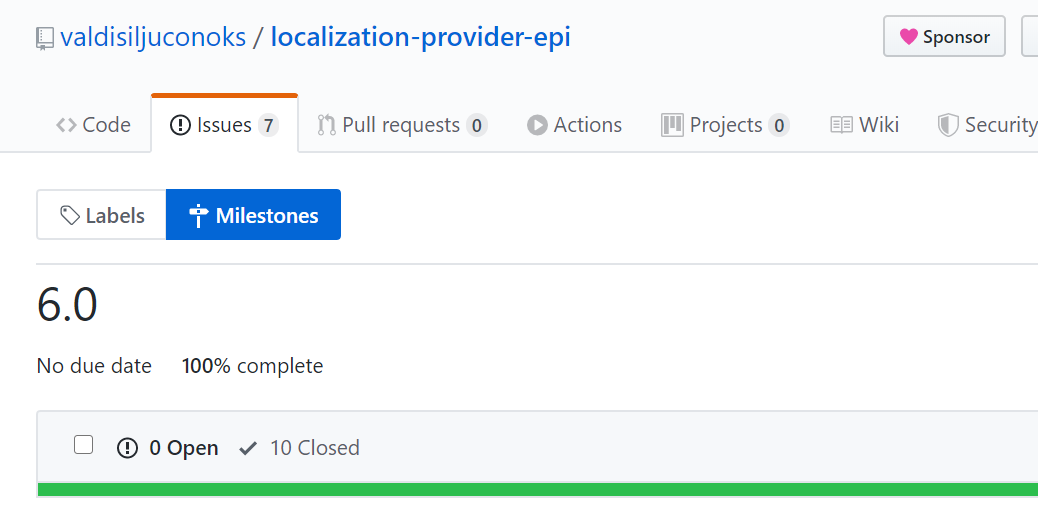 valdisiljuconoks / localization-provider-epi
Sponsor
Code Issues 7 Pull requests 0 Actions Projects 0 Wiki Security
Labels Milestones
6.0
No due date 100% complete
0 Open 10 Closed